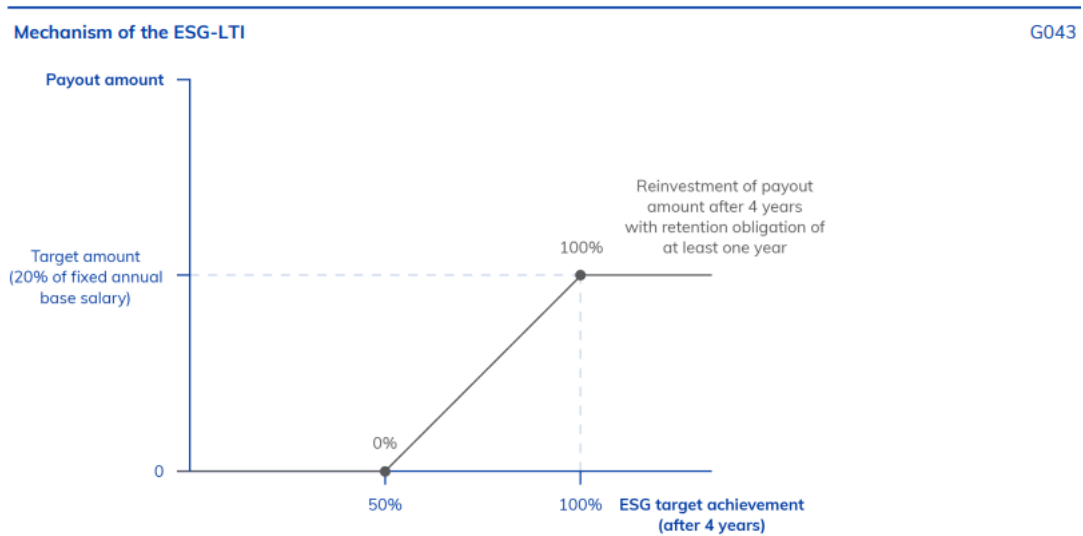 Mechanism of the ESG-LTI
G043
Payout amount
Reinvestment of payout
amount after 4 years
with retention obligation of
at least one year
100%
Target amount
(20% of fixed annual
base salary)
0%
0
50%
100%
ESG target achievement
(after 4 years)